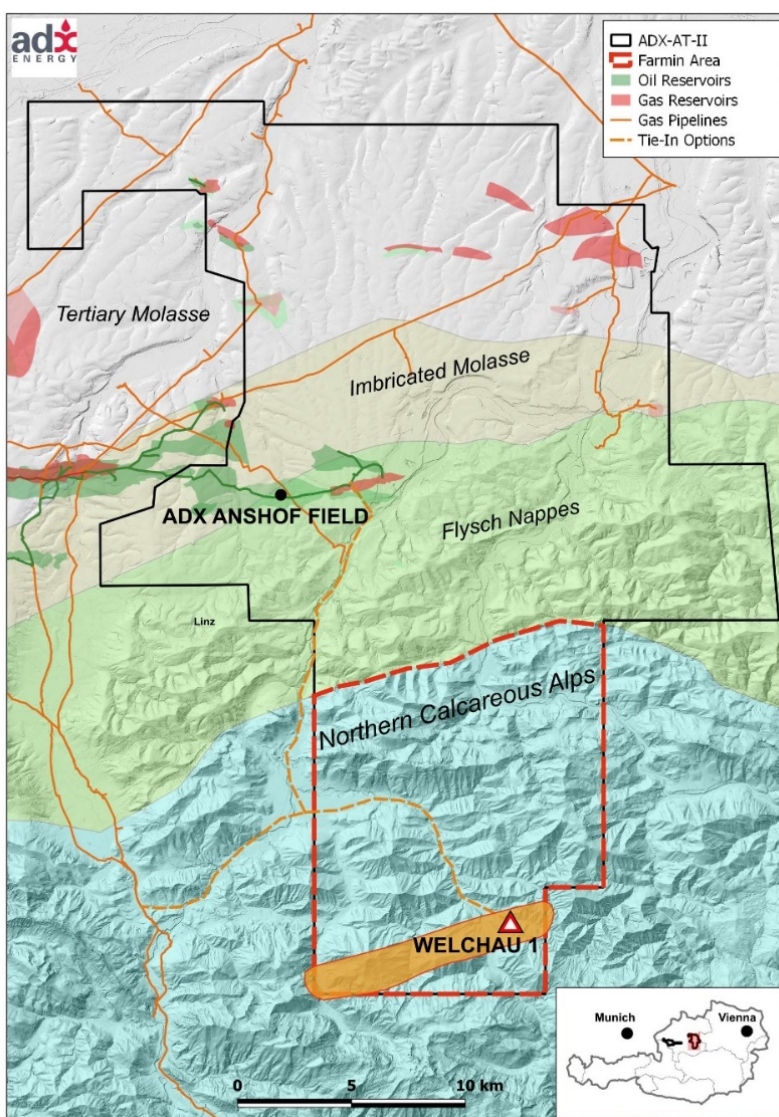 adx
ENERGY
ADX-AT-II
Farmin Area
Oil Reservoirs
Gas Reservoirs
Gas Pipelines
Tie-In Options
Tertiary Molasse
Imbricated Molasse
ADX ANSHOF FIELD
Flysch Nappes
Linz
Northern Calcareous Alps
WELCHAU 1
Munich
Vienna
0 5 10 km